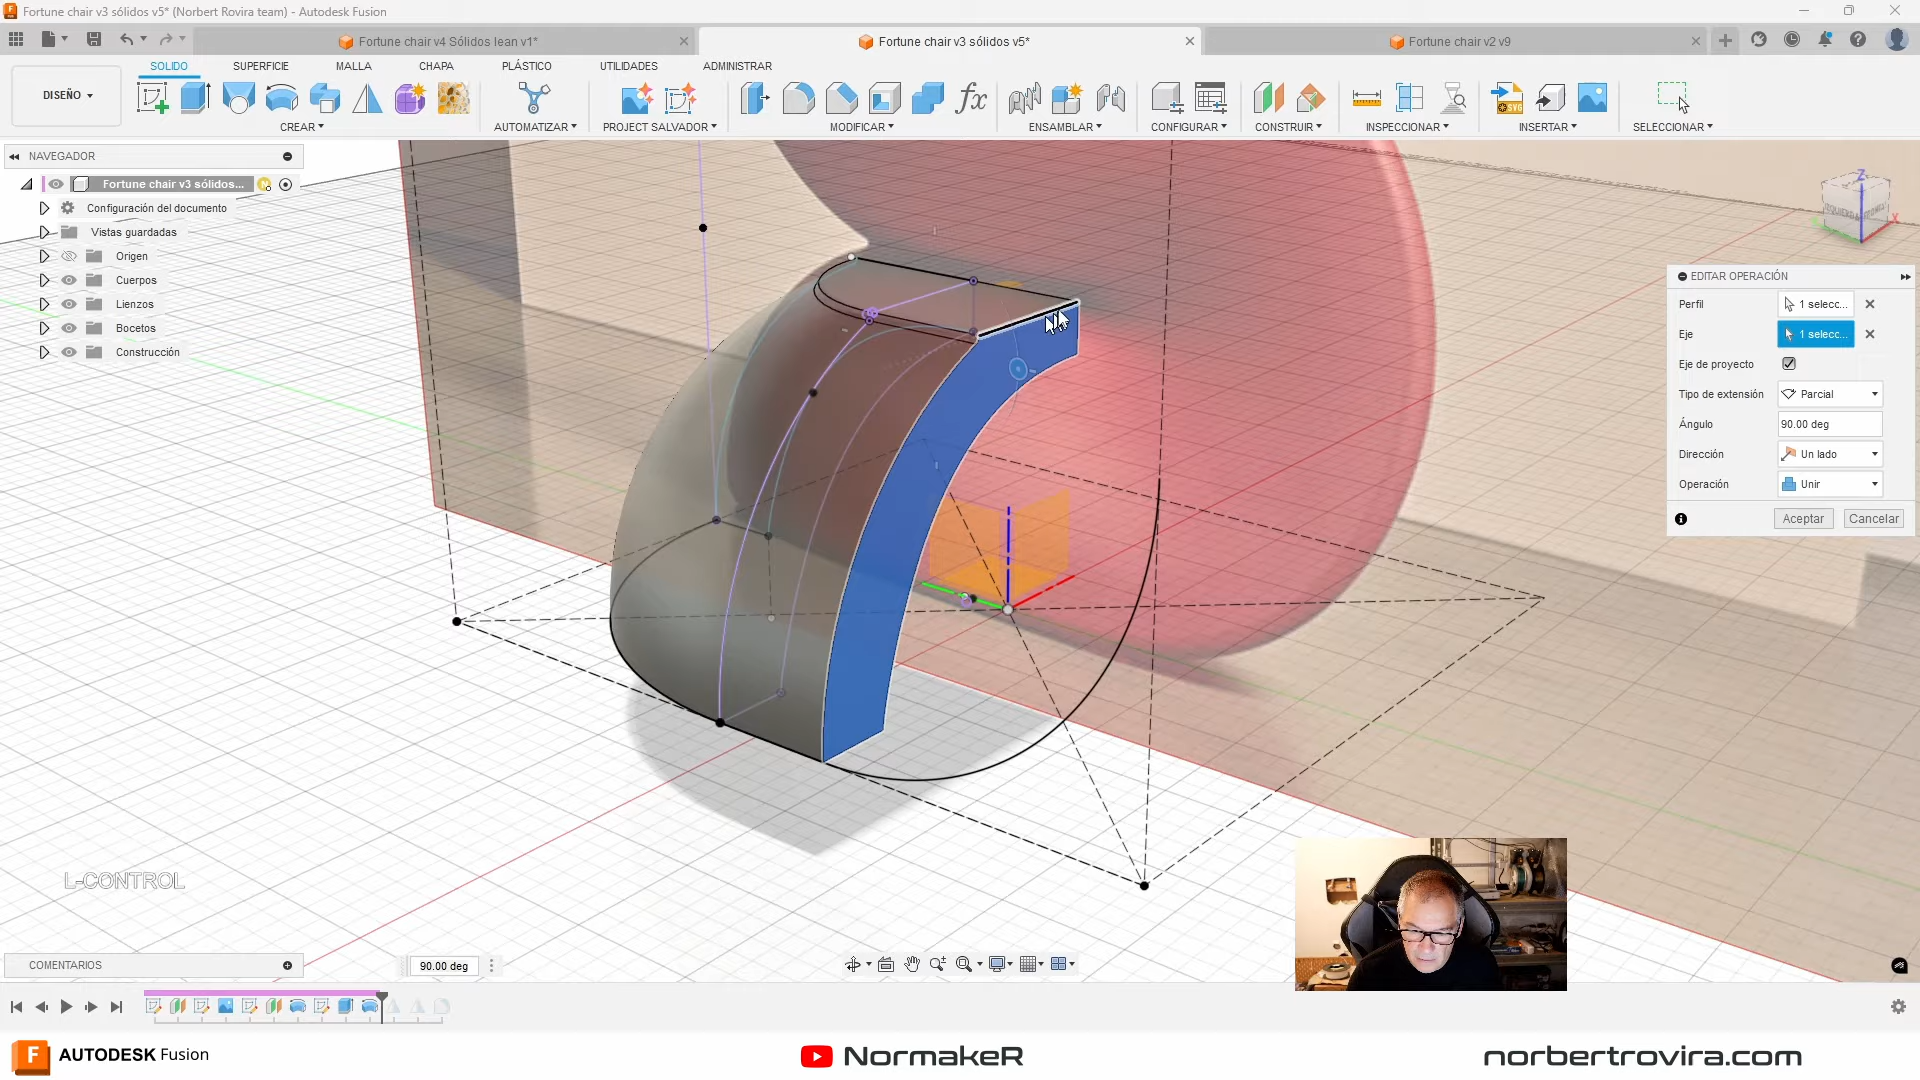 Fortune chair v3 sólidos v5* (Norbert Rovira team) - Autodesk Fusion
Fortune chair v4 Sólidos lean v1*
Fortune chair v3 sólidos v5*
Fortune chair v2 v9
DISEÑO
SOLIDO
SUPERFICIE
MALLA
CHAPA
PLÁSTICO
UTILIDADES
ADMINISTRAR
CREAR
AUTOMATIZAR
PROJECT SALVADOR
MODIFICAR
ENSAMBLAR
CONFIGURAR
CONSTRUIR
INSPECCIONAR
INSERTAR
SELECCIONAR
NAVEGADOR
Fortune chair v3 sólidos...
Configuración del documento
Vistas guardadas
Origen
Cuerpos
Lienzos
Bocetos
Construcción
Z
X
EDITAR OPERACIÓN
Perfil
1 selecc...
Eje
1 selecc...
Eje de proyecto
Tipo de extensión
Parcial
Ángulo
90.00 deg
Dirección
Un lado
Operación
Unir
Aceptar
Cancelar
L-CONTROL
COMENTARIOS
90.00 deg
F AUTODESK Fusion
NormakeR
norbertrovira.com